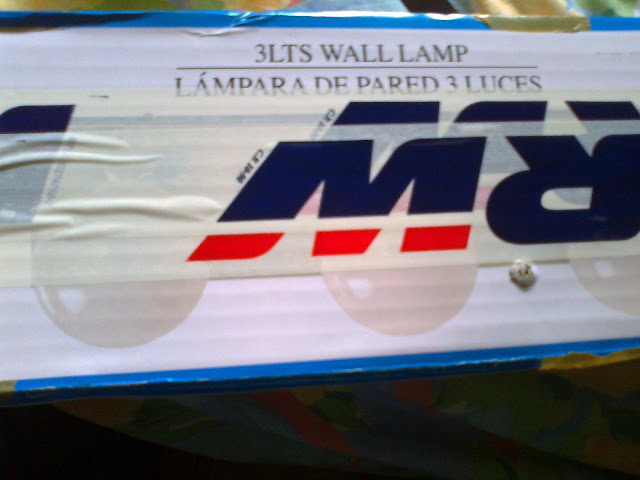 3LTS WALL LAMP
LÁMPARA DE PARED 3 LUCES
RW